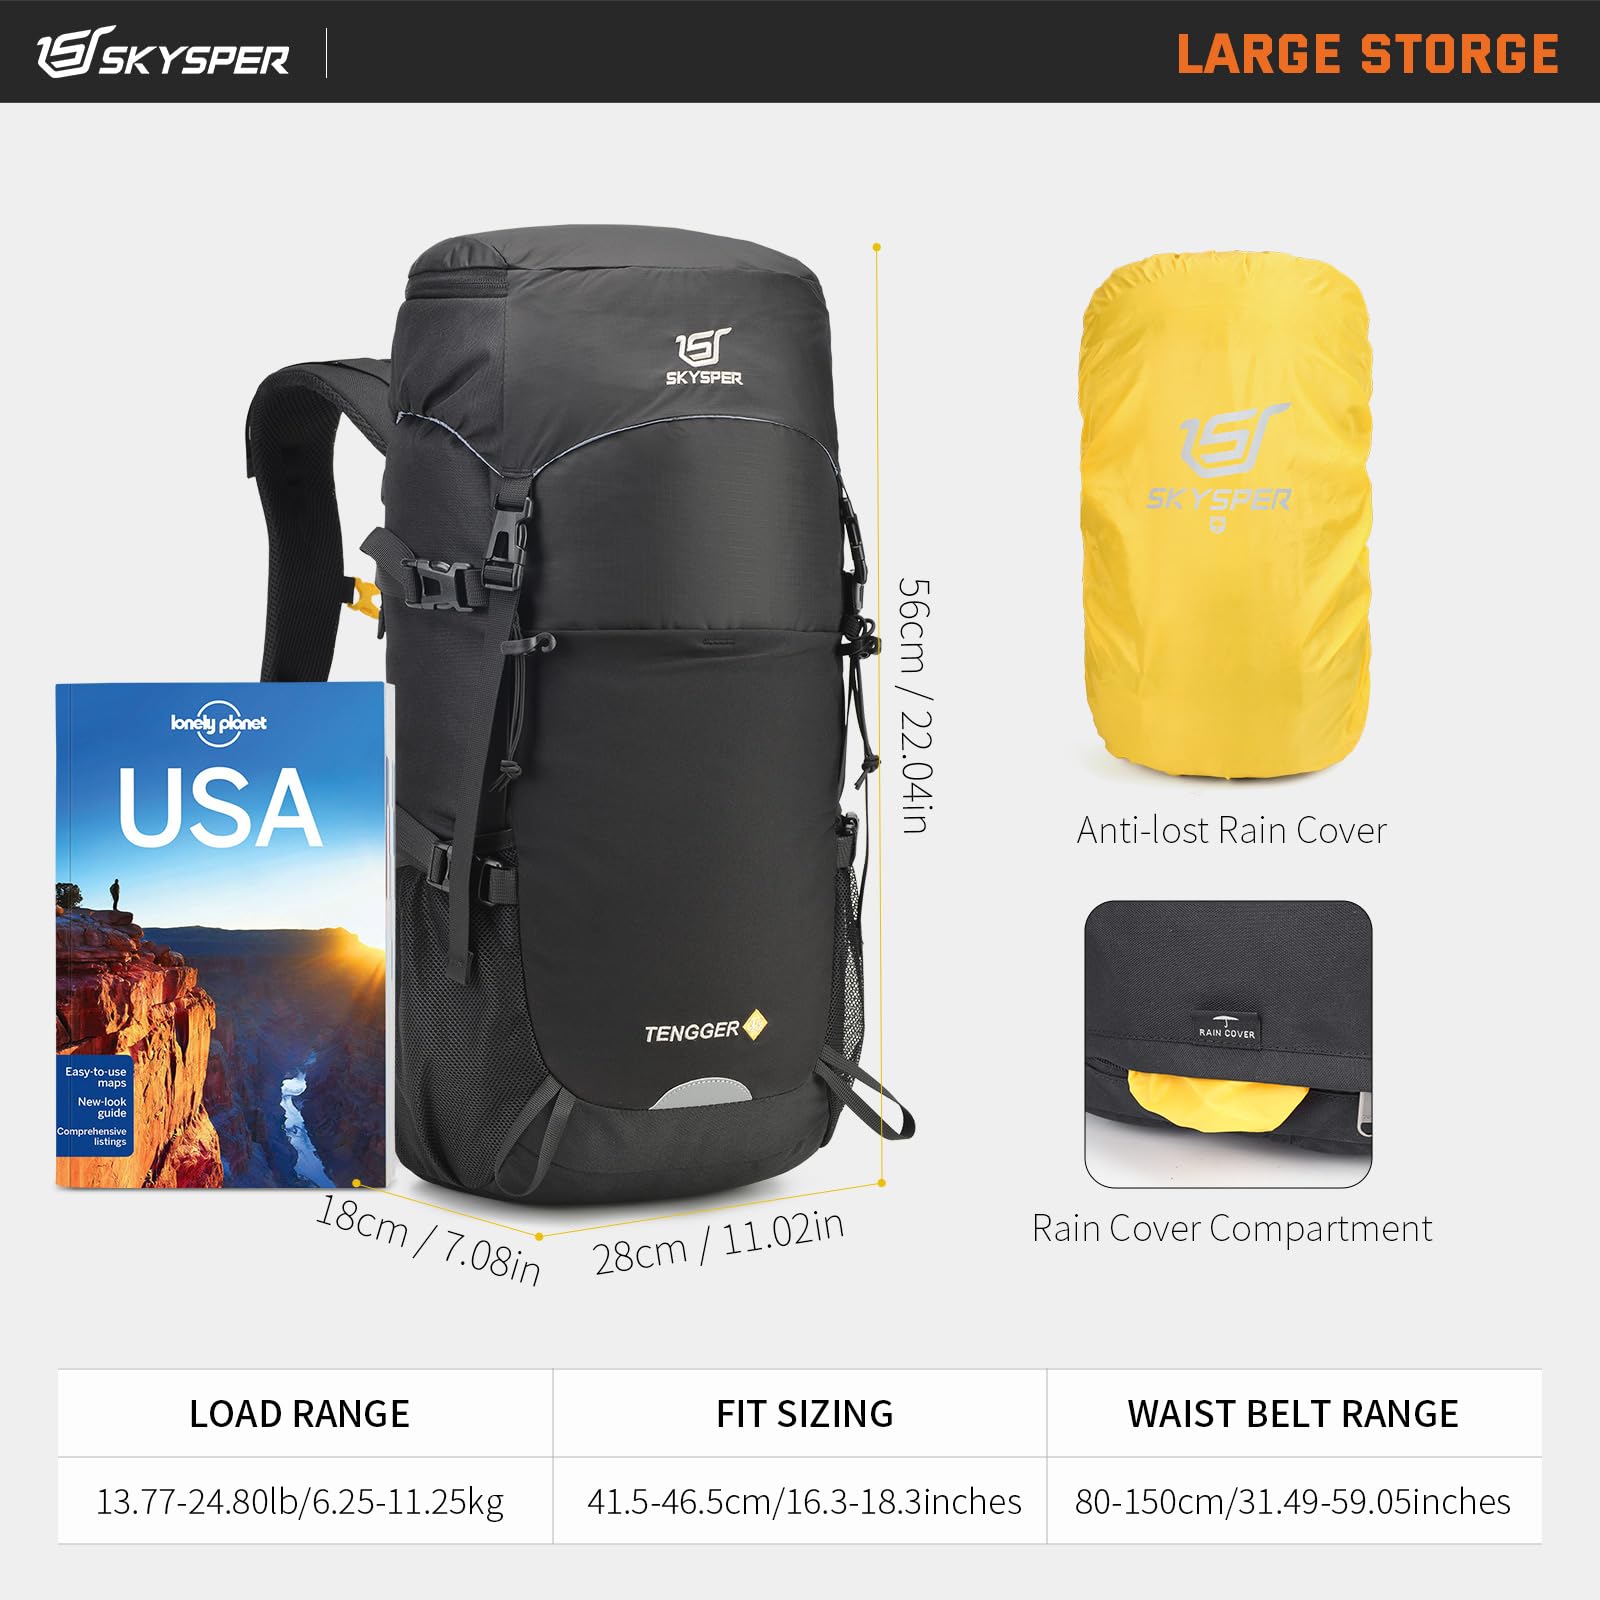 SKYSPER
LARGE STORGE
SKYSPER
SKYSPER
56cm / 22.04in
lonely planet
USA
Easy-to-use
maps
New-look
guide
Comprehensive
listings
TENGGER
18cm / 7.08in
28cm / 11.02in
Anti-lost Rain Cover
RAIN COVER
Rain Cover Compartment
LOAD RANGE
FIT SIZING
WAIST BELT RANGE
13.77-24.80lb/6.25-11.25kg
41.5-46.5cm/16.3-18.3inches
80-150cm/31.49-59.05inches